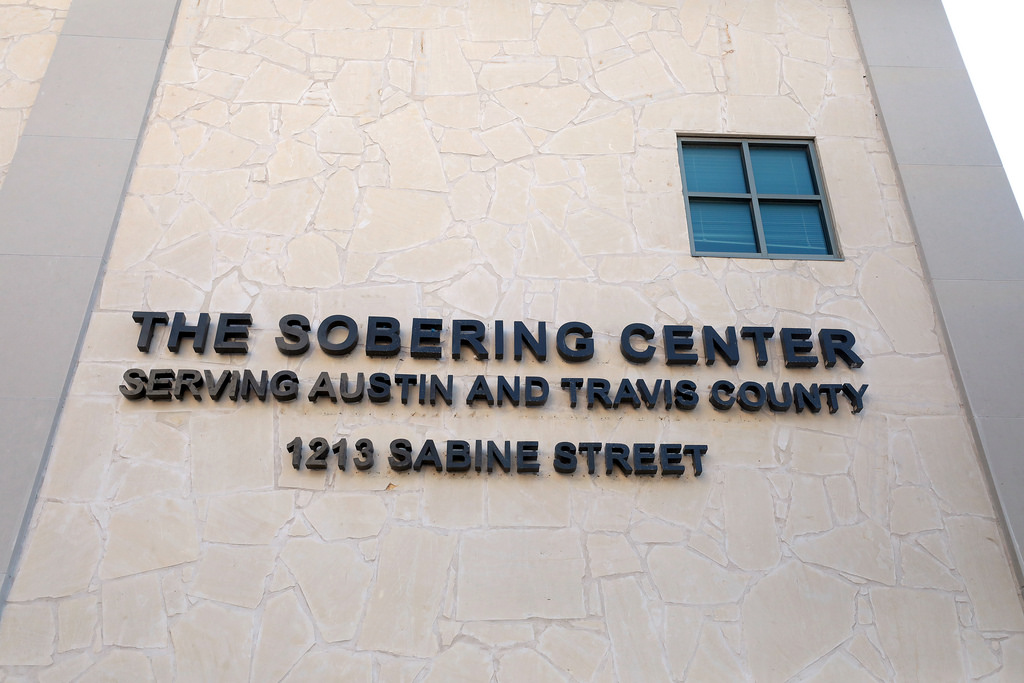 THE SOBERING CENTER
SERVING AUSTIN AND TRAVIS COUNTY
1213 SABINE STREET